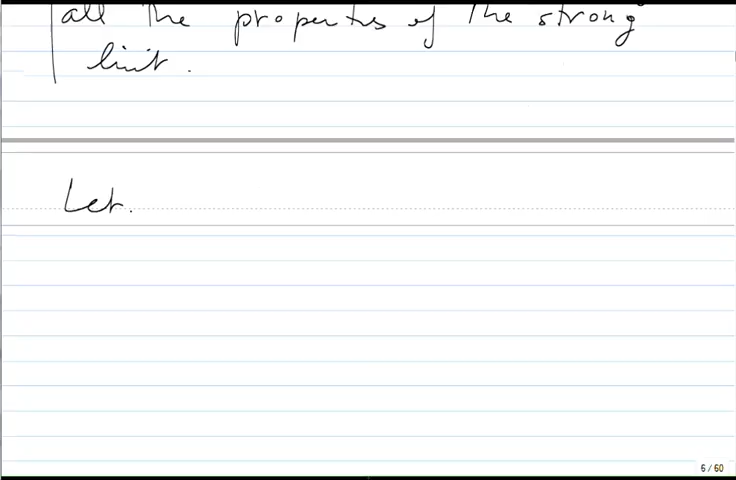 all the properties of the strong
limit.
Let.
6 / 60